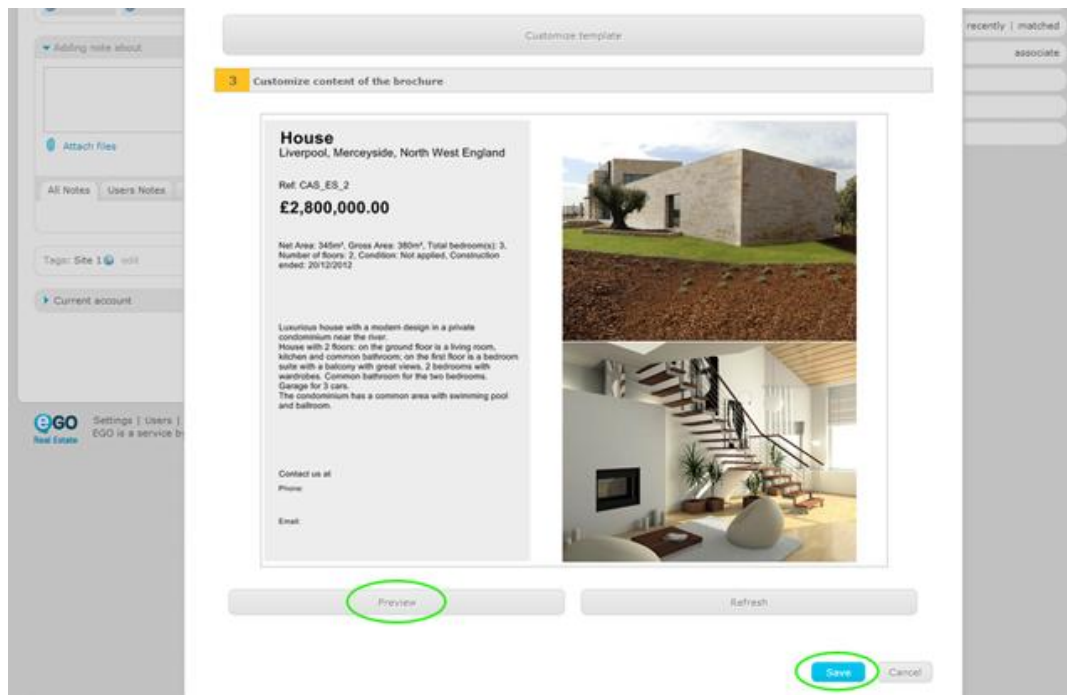 Customize template
recently | matched
Adding note about
associate
3 Customize content of the brochure
House
Liverpool, Merceyside, North West England
Ref: CAS_ES_2
£2,800,000.00
Net Area: 345m², Gross Area: 380m², Total bedroom(s): 3,
Number of floors: 2, Condition: Not applied, Construction
ended: 20/12/2012
Attach files
All Notes
Users Notes
Tags: Site 1 edit
Current account
Luxurious house with a modern design in a private
condominium near the river.
House with 2 floors: on the ground floor is a living room,
kitchen and common bathroom; on the first floor is a bedroom
suite with a balcony with great views, 2 bedrooms with
wardrobes. Common bathroom for the two bedrooms.
Garage for 3 cars.
The condominium has a common area with swimming pool
and ballroom.
eGO
Real Estate
Settings | Users |
EGO is a service b
Contact us at
Phone:
Email:
Preview
Refresh
Save
Cancel